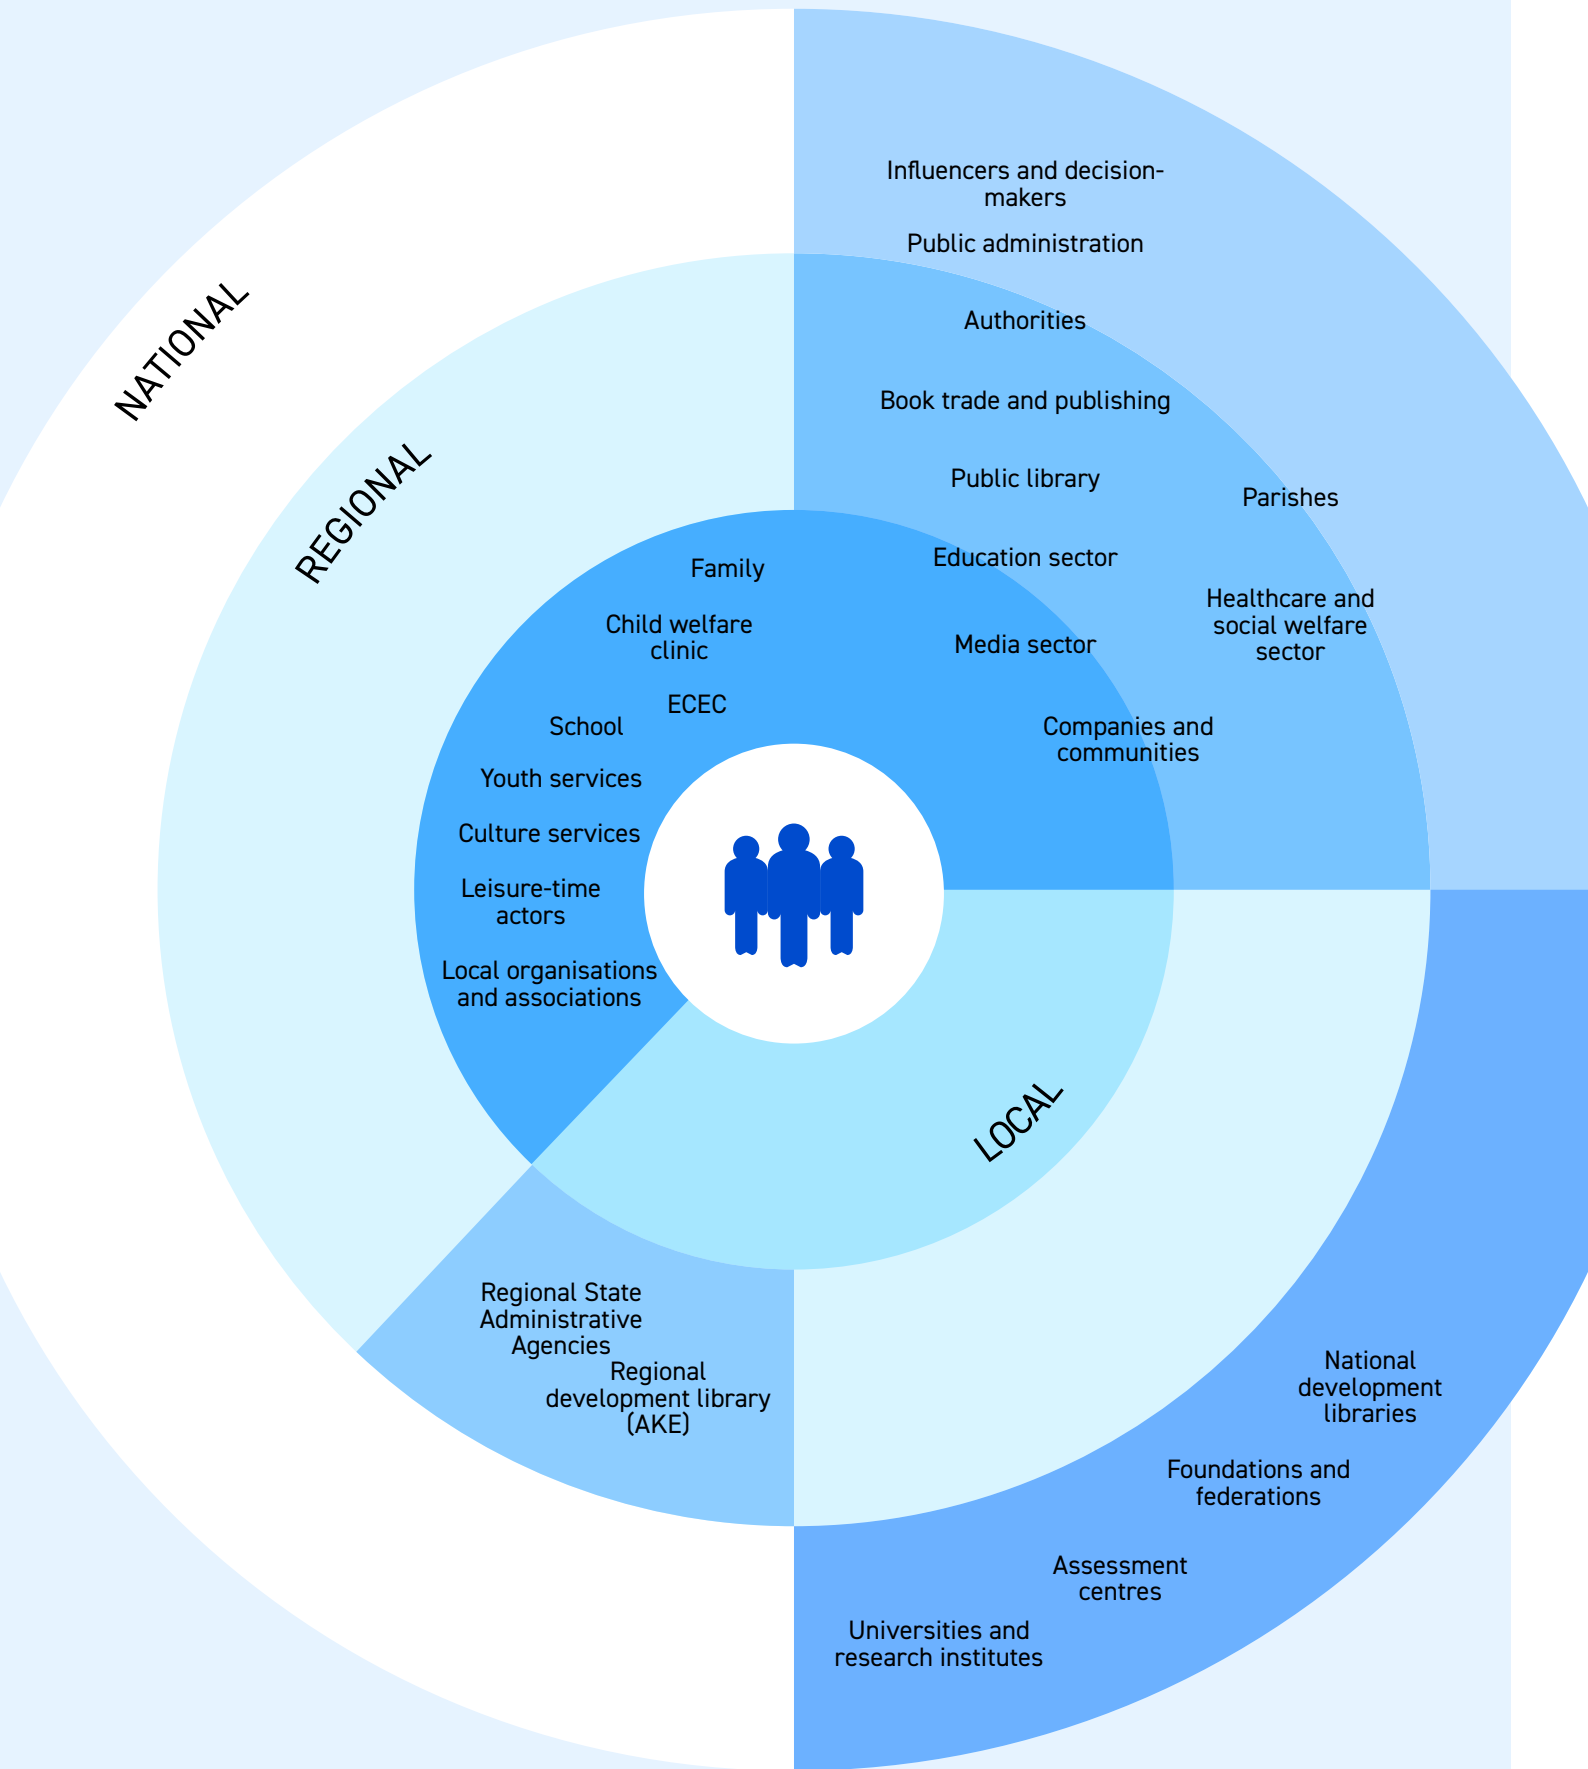 NATIONAL
REGIONAL
LOCAL
Influencers and decision-
makers
Public administration
Authorities
Book trade and publishing
Public library
Parishes
Education sector
Healthcare and
social welfare
sector
Media sector
Companies and
communities
Family
Child welfare
clinic
ECEC
School
Youth services
Culture services
Leisure-time
actors
Local organisations
and associations
Regional State
Administrative
Agencies
Regional
development library
(AKE)
National
development
libraries
Foundations and
federations
Assessment
centres
Universities and
research institutes